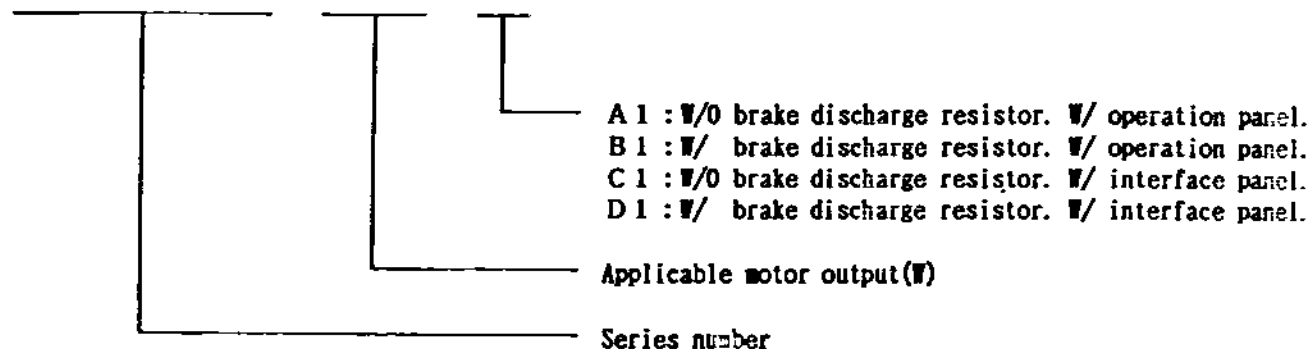 A 1 : W/O brake discharge resistor. W/ operation panel.
B 1 : W/ brake discharge resistor. W/ operation panel.
C 1 : W/O brake discharge resistor. W/ interface panel.
D 1 : W/ brake discharge resistor. W/ interface panel.
Applicable motor output(W)
Series number